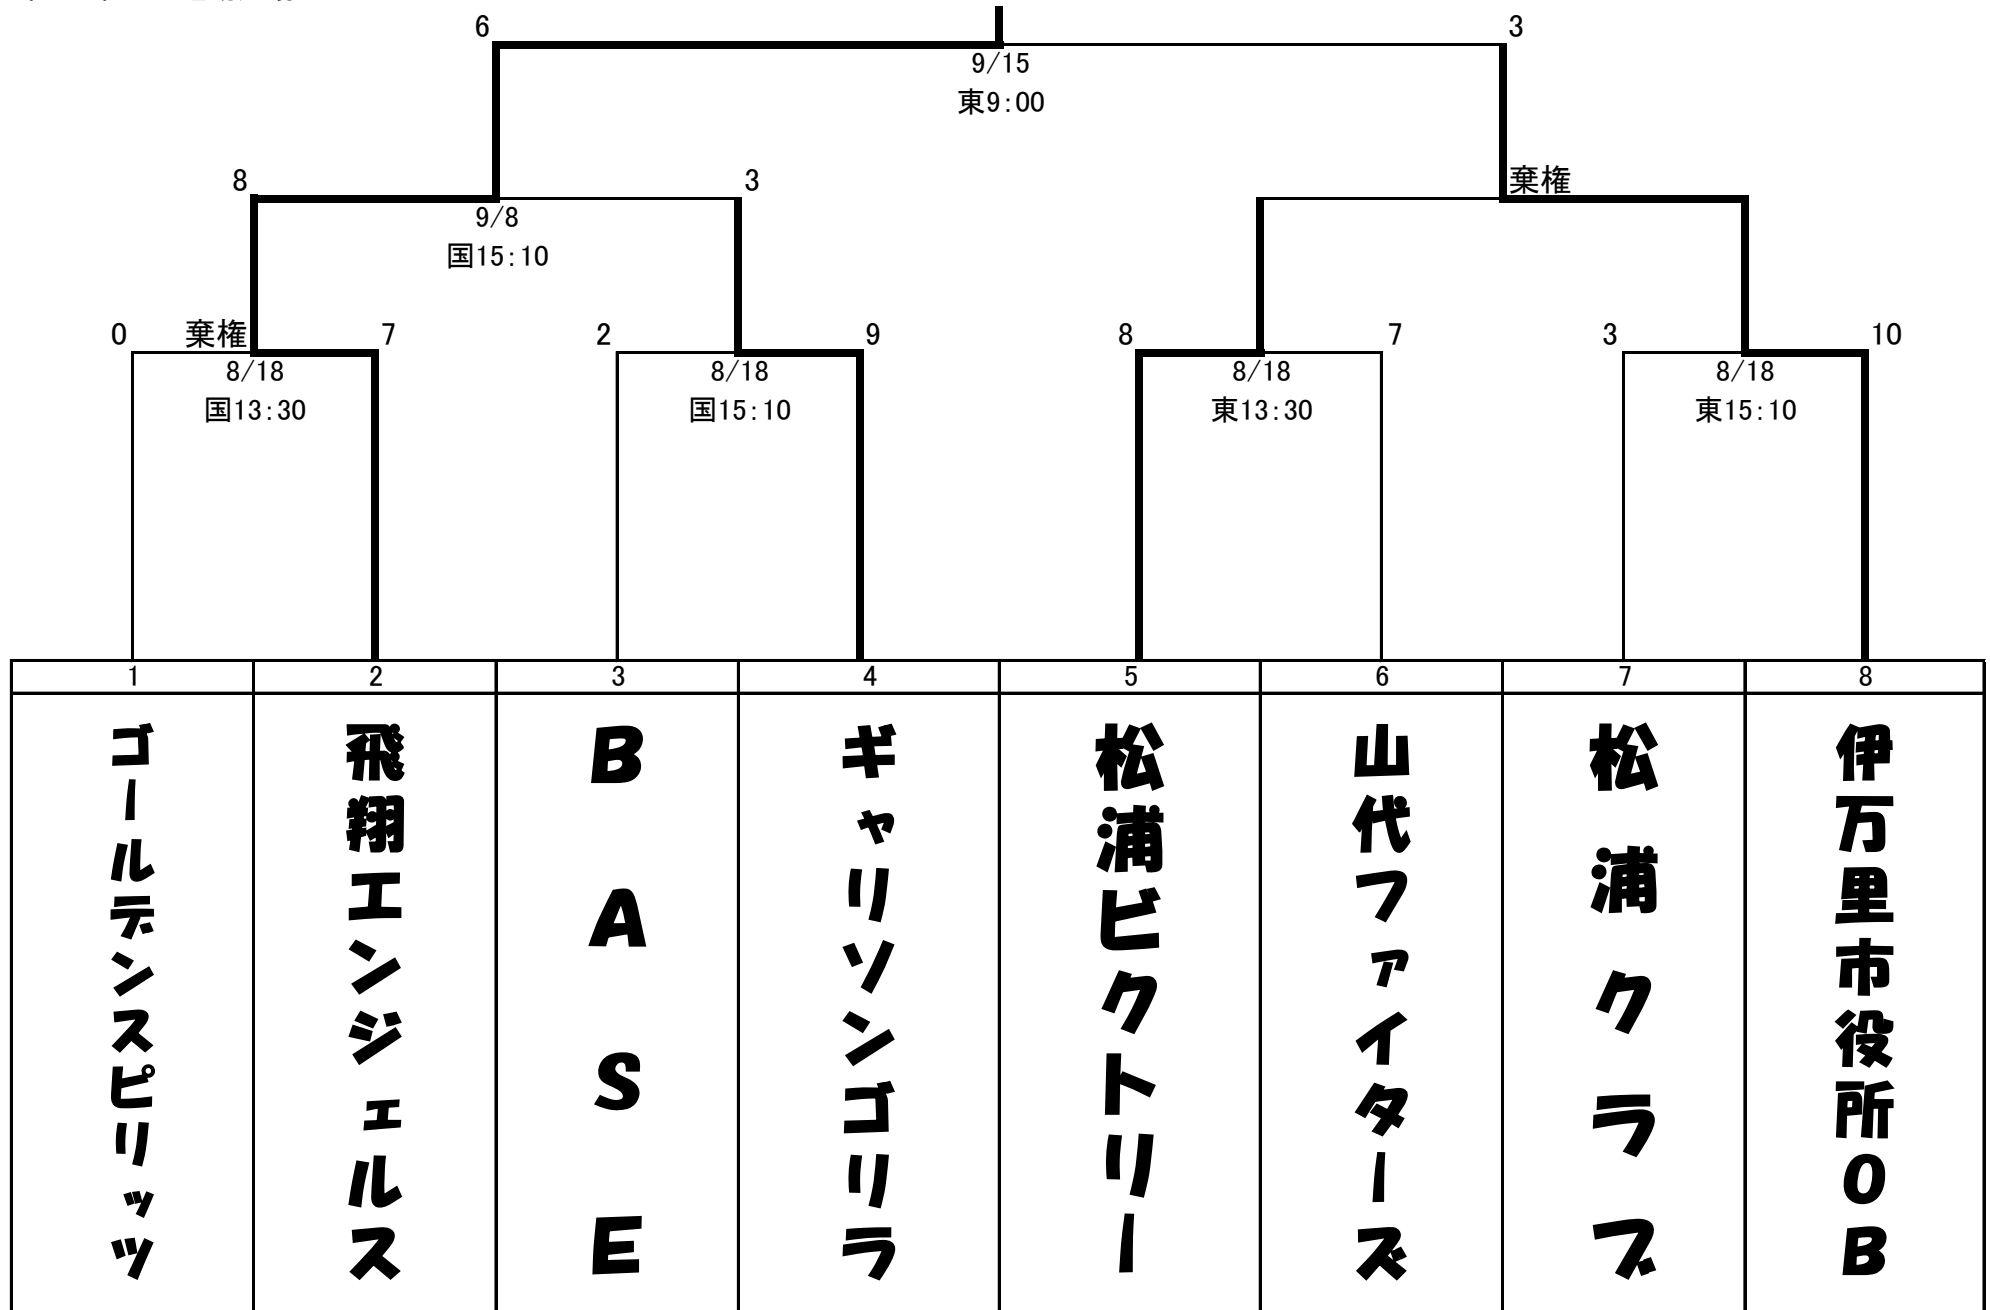 6 3
9/15
東9:00
8 3 棄権
9/8
国15:10
0 棄権 7 2 9 8 7 3 10
8/18 8/18 8/18 8/18
国13:30 国15:10 東13:30 東15:10
1 2 3 4 5 6 7 8
ゴールデンスピリッツ
飛翔エンジェルス
BASE
ギャリソンゴリラ
松浦ビクトリー
山代ファイターズ
松浦クラブ
伊万里市役所OB